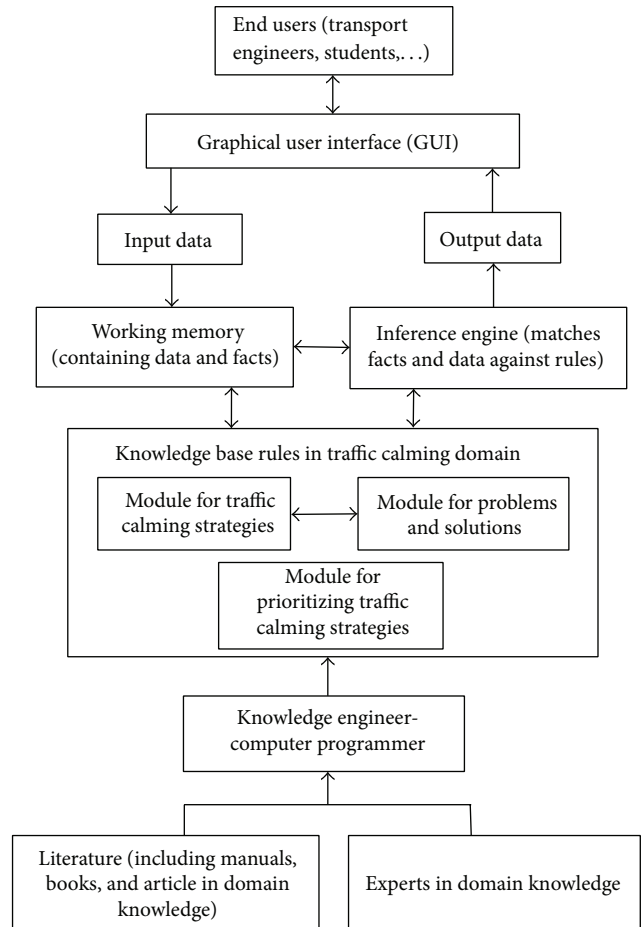 End users (transport
engineers, students,. . .)
Graphical user interface (GUI)
Input data
Output data
Working memory
(containing data and facts)
Inference engine (matches
facts and data against rules)
Knowledge base rules in traffic calming domain
Module for traffic
calming strategies
Module for problems
and solutions
Module for
prioritizing traffic
calming strategies
Knowledge engineer-
computer programmer
Literature (including manuals,
books, and article in domain
knowledge)
Experts in domain knowledge